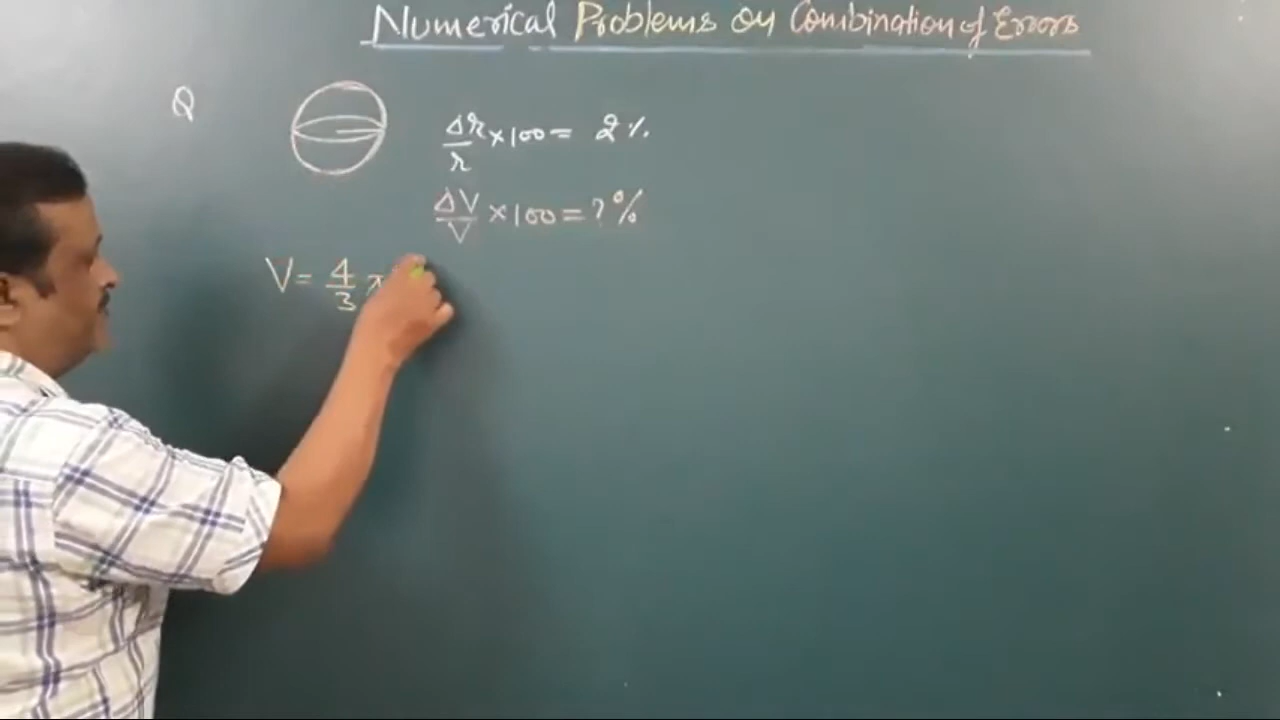 Numerical Problems on Combination of Errors
Q
Δr/r × 100 = 2 %
ΔV/V × 100 = ? %
V = 4/3 π